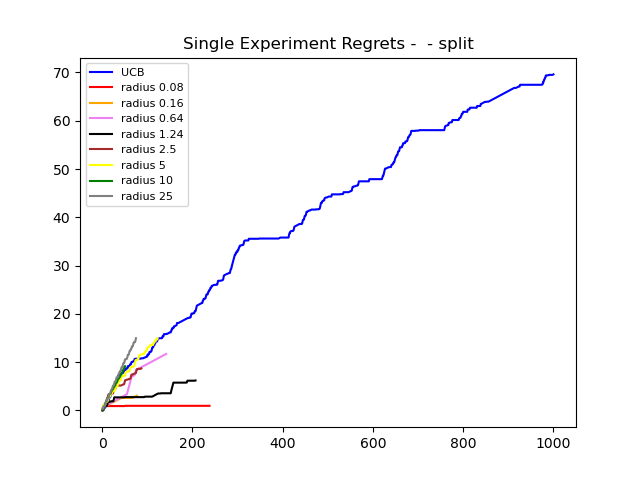 Single Experiment Regrets -  - split
70
60
50
40
30
20
10
0
UCB
radius 0.08
radius 0.16
radius 0.64
radius 1.24
radius 2.5
radius 5
radius 10
radius 25
0 200 400 600 800 1000